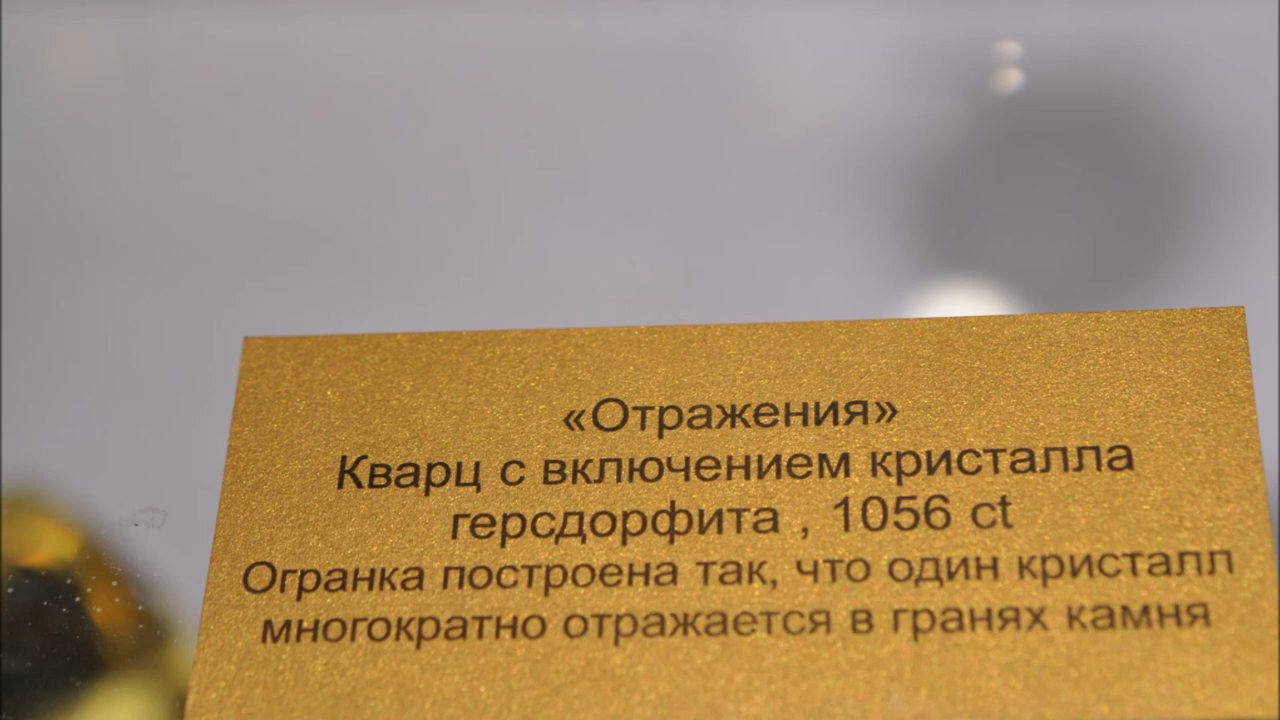 «Отражения»
Кварц с включением кристалла
герсдорфита , 1056 ct
Огранка построена так, что один кристалл
многократно отражается в гранях камня